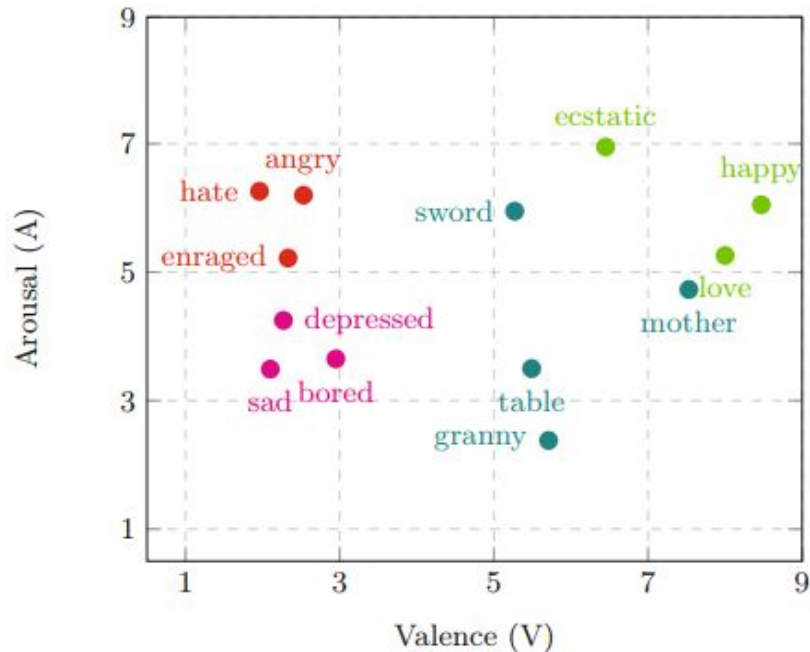 9
ecstatic
7
angry
happy
hate
sword
enraged
5
love
mother
depressed
bored
sad
3
table
granny
1
Arousal (A)
1 3 5 7 9
Valence (V)